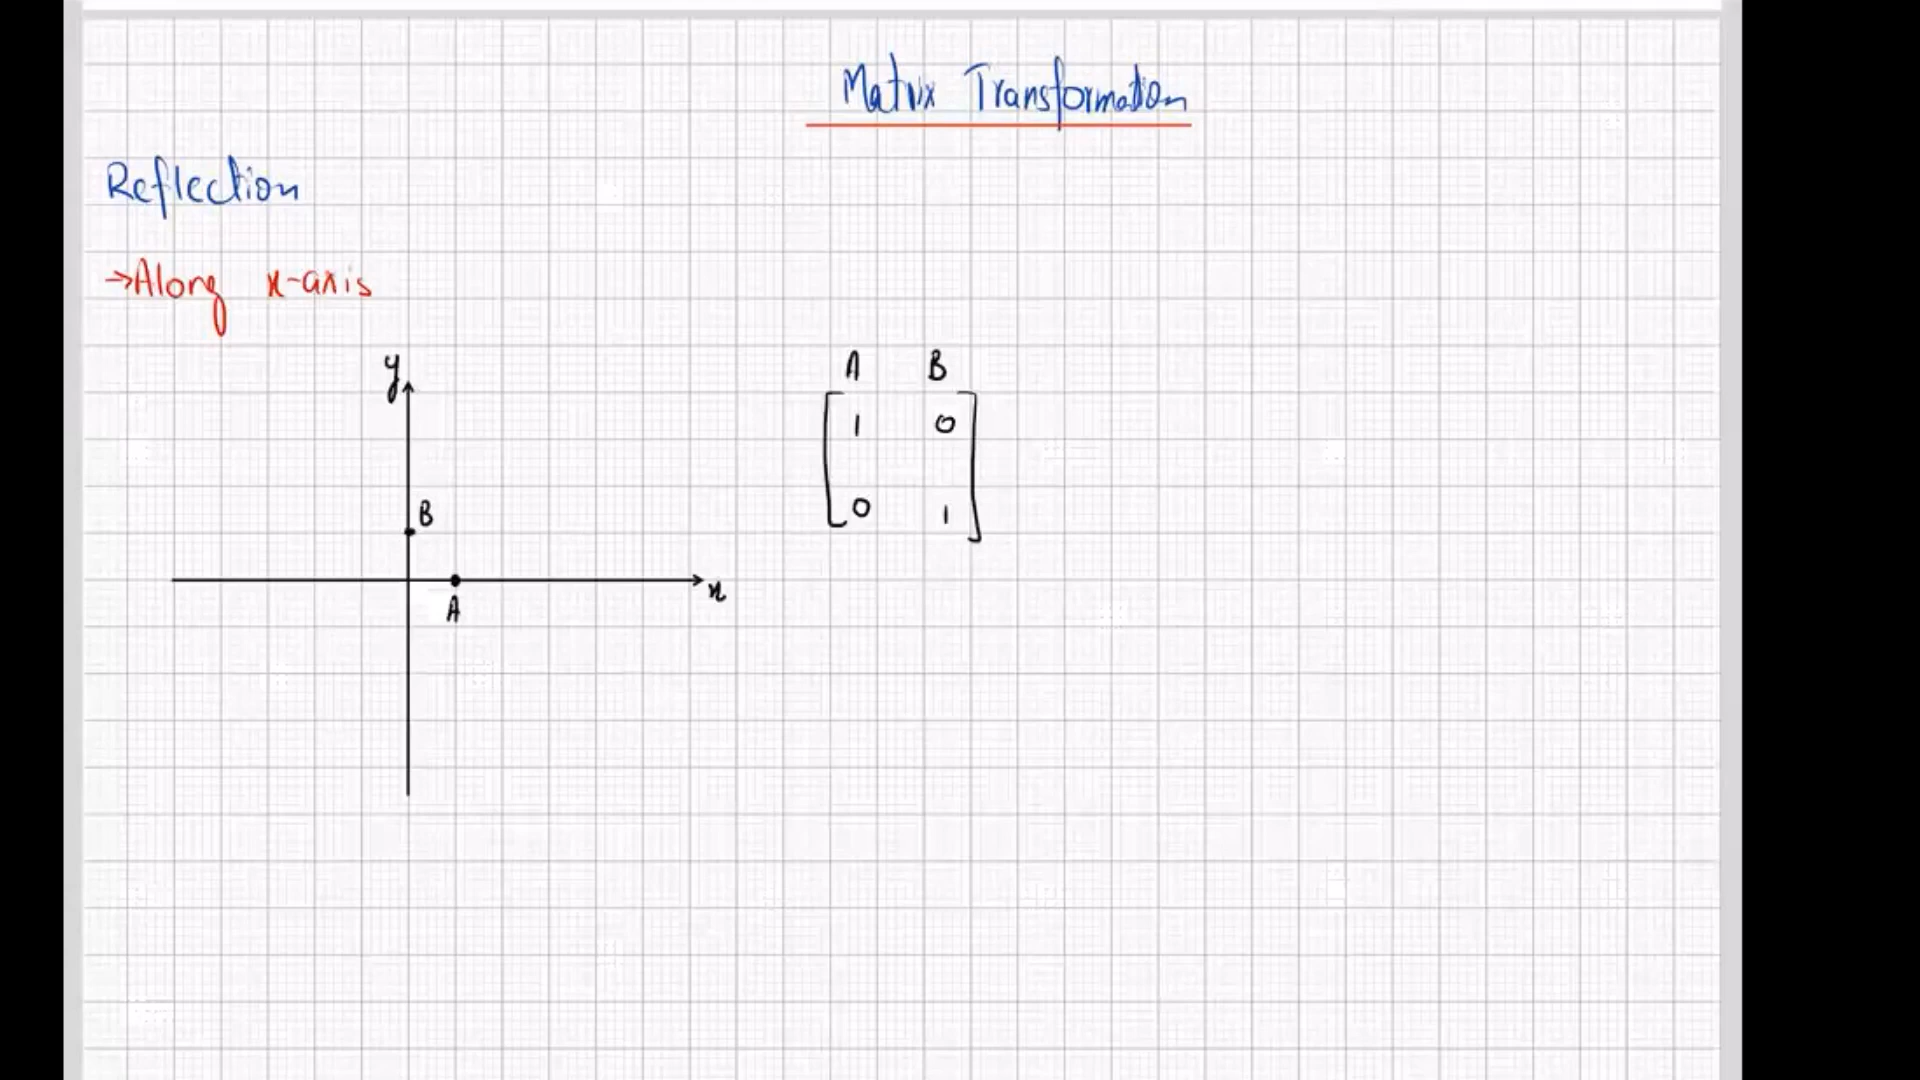 Matrix Transformation
Reflection
→Along x-axis
y
A B
1 0
B
0 1
x
A